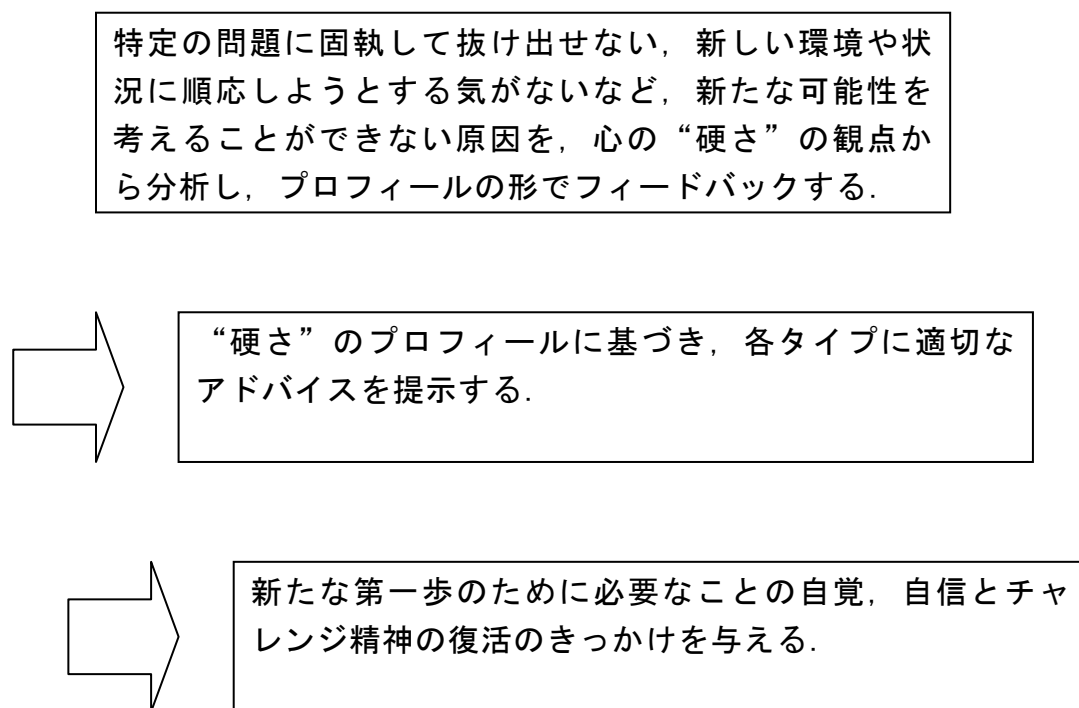 特定の問題に固執して抜け出せない，新しい環境や状
況に順応しようとする気がないなど，新たな可能性を
考えることができない原因を，心の“硬さ”の観点か
ら分析し，プロフィールの形でフィードバックする．
“硬さ”のプロフィールに基づき，各タイプに適切な
アドバイスを提示する．
新たな第一歩のために必要なことの自覚，自信とチャ
レンジ精神の復活のきっかけを与える．